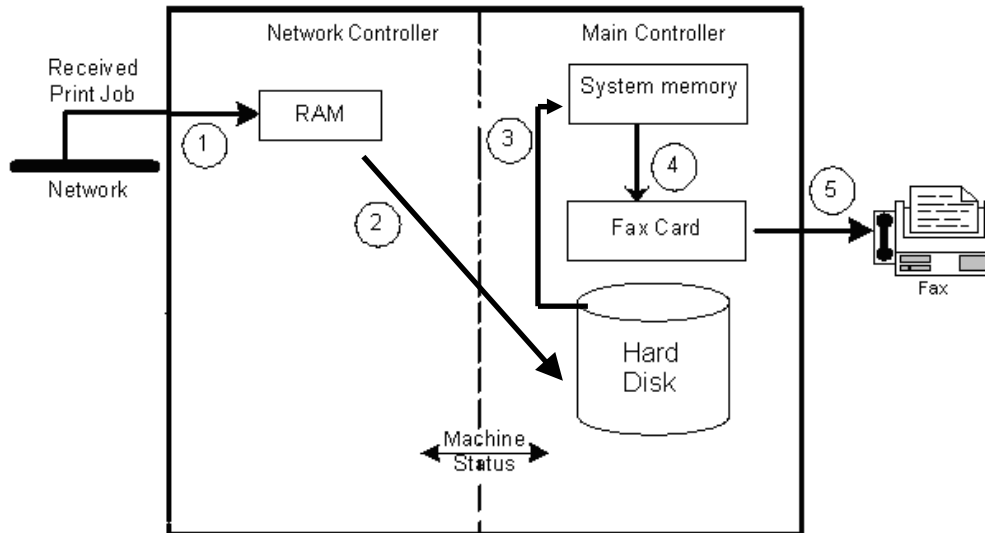 Network Controller
Main Controller
Received
Print Job
RAM
System memory
1
3
4
5
Network
2
Fax Card
Fax
Hard
Disk
Machine
Status